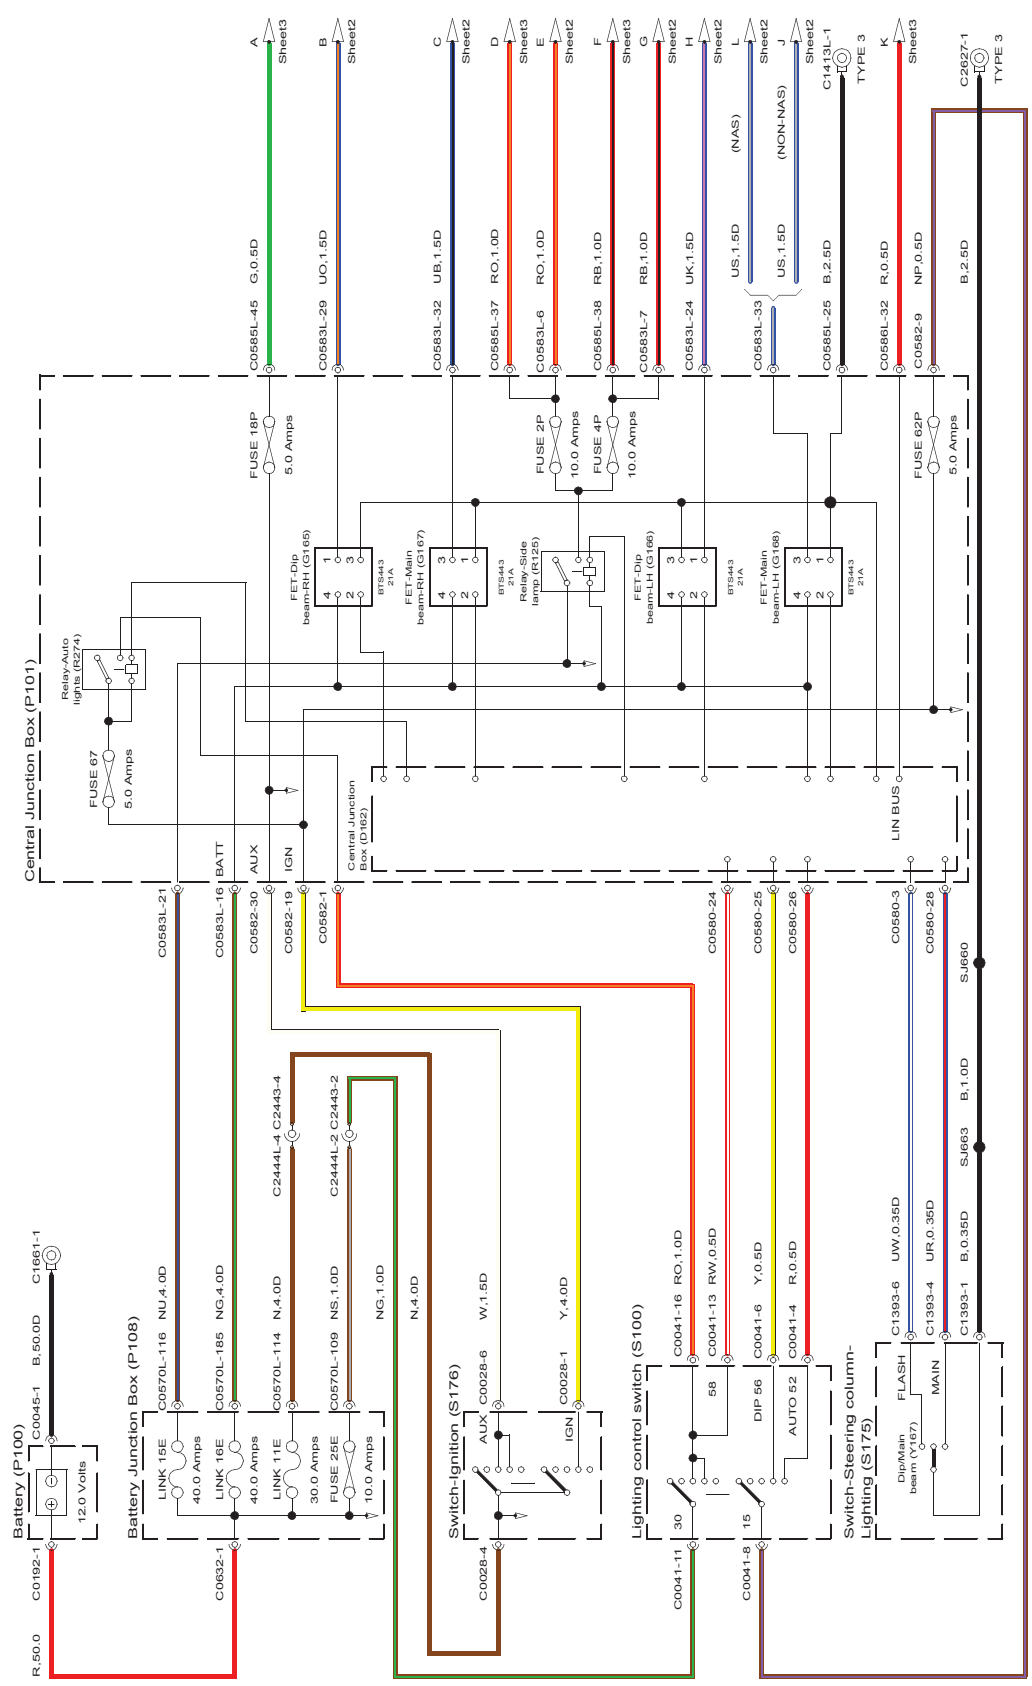 Battery (P100)
12.0 Volts
C0192-1
R,50.0
C0045-1
B,50.0D
C1661-1
Battery Junction Box (P108)
LINK 15E
40.0 Amps
LINK 16E
40.0 Amps
LINK 11E
30.0 Amps
FUSE 25E
10.0 Amps
C0632-1
C0570L-116
NU,4.0D
C0570L-185
NG,4.0D
C0570L-114
N,4.0D
C0570L-109
NS,1.0D
NG,1.0D
N,4.0D
C2444L-4
C2443-4
C2444L-2
C2443-2
Switch-Ignition (S176)
AUX
IGN
C0028-4
C0028-6
W,1.5D
C0028-1
Y,4.0D
Lighting control switch (S100)
30
15
58
DIP 56
AUTO 52
C0041-11
C0041-8
C0041-16
RO,1.0D
C0041-13
RW,0.5D
C0041-6
Y,0.5D
C0041-4
R,0.5D
Switch-Steering column-
Lighting (S175)
Dip/Main
beam (Y167)
FLASH
MAIN
C1393-6
UW,0.35D
C1393-4
UR,0.35D
C1393-1
B,0.35D
SJ663
B,1.0D
SJ660
Central Junction Box (P101)
C0583L-21
C0583L-16
BATT
C0582-30
AUX
C0582-19
IGN
C0582-1
C0580-24
C0580-25
C0580-26
C0580-3
C0580-28
FUSE 67
5.0 Amps
Relay-Auto
lights (R274)
Central Junction
Box (D162)
LIN BUS
FET-Dip
beam-RH (G165)
4
2
1
3
BTS443
21A
FET-Main
beam-RH (G167)
4
2
3
1
BTS443
21A
Relay-Side
lamp (R125)
FET-Dip
beam-LH (G166)
4
2
3
1
BTS443
21A
FET-Main
beam-LH (G168)
4
2
3
1
BTS443
21A
FUSE 18P
5.0 Amps
FUSE 2P
10.0 Amps
FUSE 4P
10.0 Amps
FUSE 62P
5.0 Amps
C0585L-45
G,0.5D
A
Sheet3
C0583L-29
UO,1.5D
B
Sheet2
C0583L-32
UB,1.5D
C
Sheet2
C0585L-37
RO,1.0D
D
Sheet3
C0583L-6
RO,1.0D
E
Sheet2
C0585L-38
RB,1.0D
F
Sheet3
C0583L-7
RB,1.0D
G
Sheet2
C0583L-24
UK,1.5D
H
Sheet2
C0583L-33
US,1.5D
(NAS)
L
Sheet2
US,1.5D
(NON-NAS)
J
Sheet2
C0585L-25
B,2.5D
C1413L-1
TYPE 3
C0586L-32
R,0.5D
K
Sheet3
C0582-9
NP,0.5D
B,2.5D
C2627-1
TYPE 3